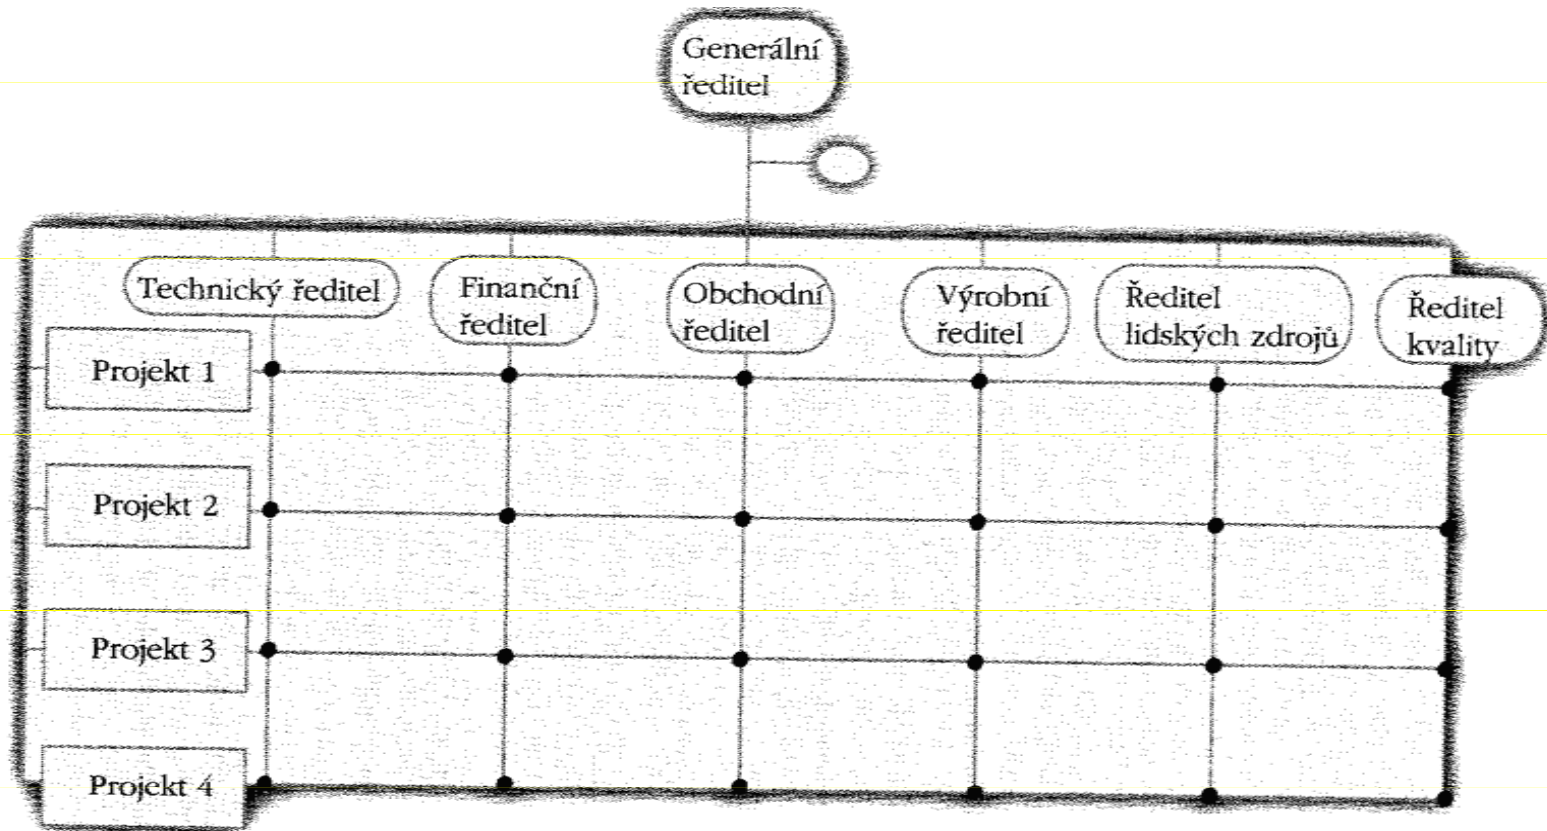 Generální
ředitel
Technický ředitel
Finanční
ředitel
Obchodní
ředitel
Výrobní
ředitel
Ředitel
lidských zdrojů
Ředitel
kvality
Projekt 1
Projekt 2
Projekt 3
Projekt 4